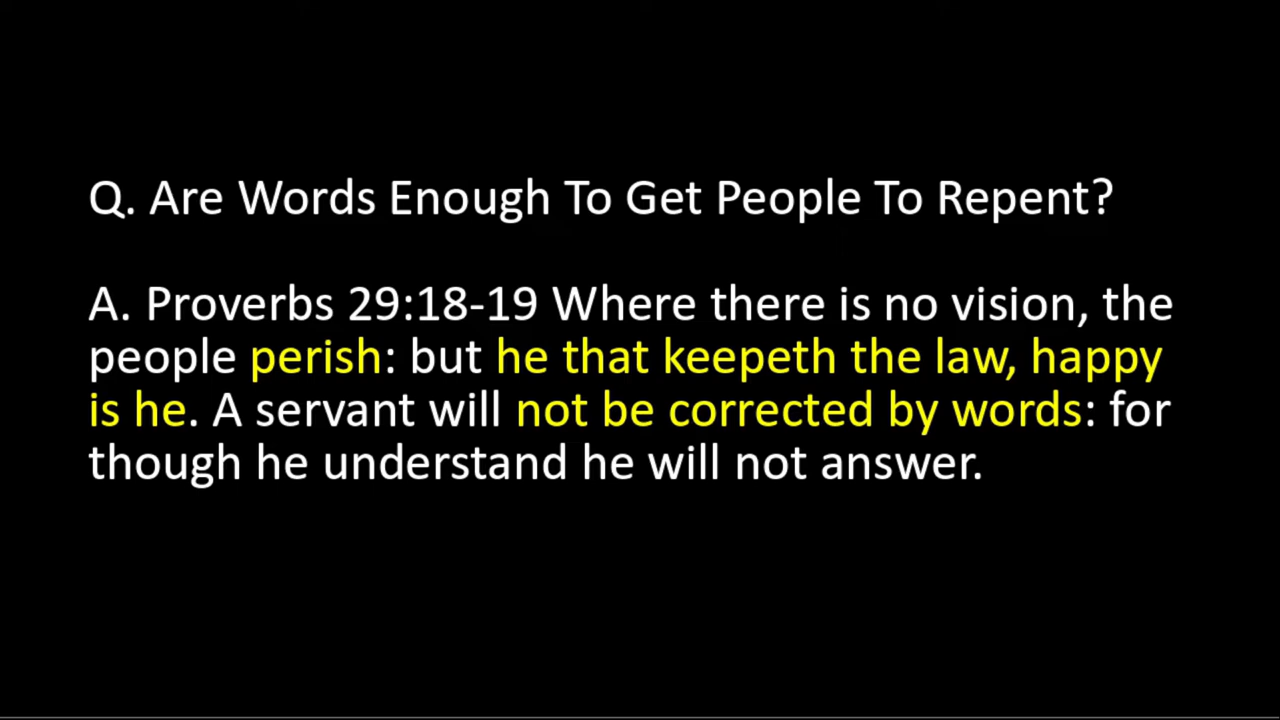 Q. Are Words Enough To Get People To Repent?
A. Proverbs 29:18-19 Where there is no vision, the
people perish: but he that keepeth the law, happy
is he. A servant will not be corrected by words: for
though he understand he will not answer.